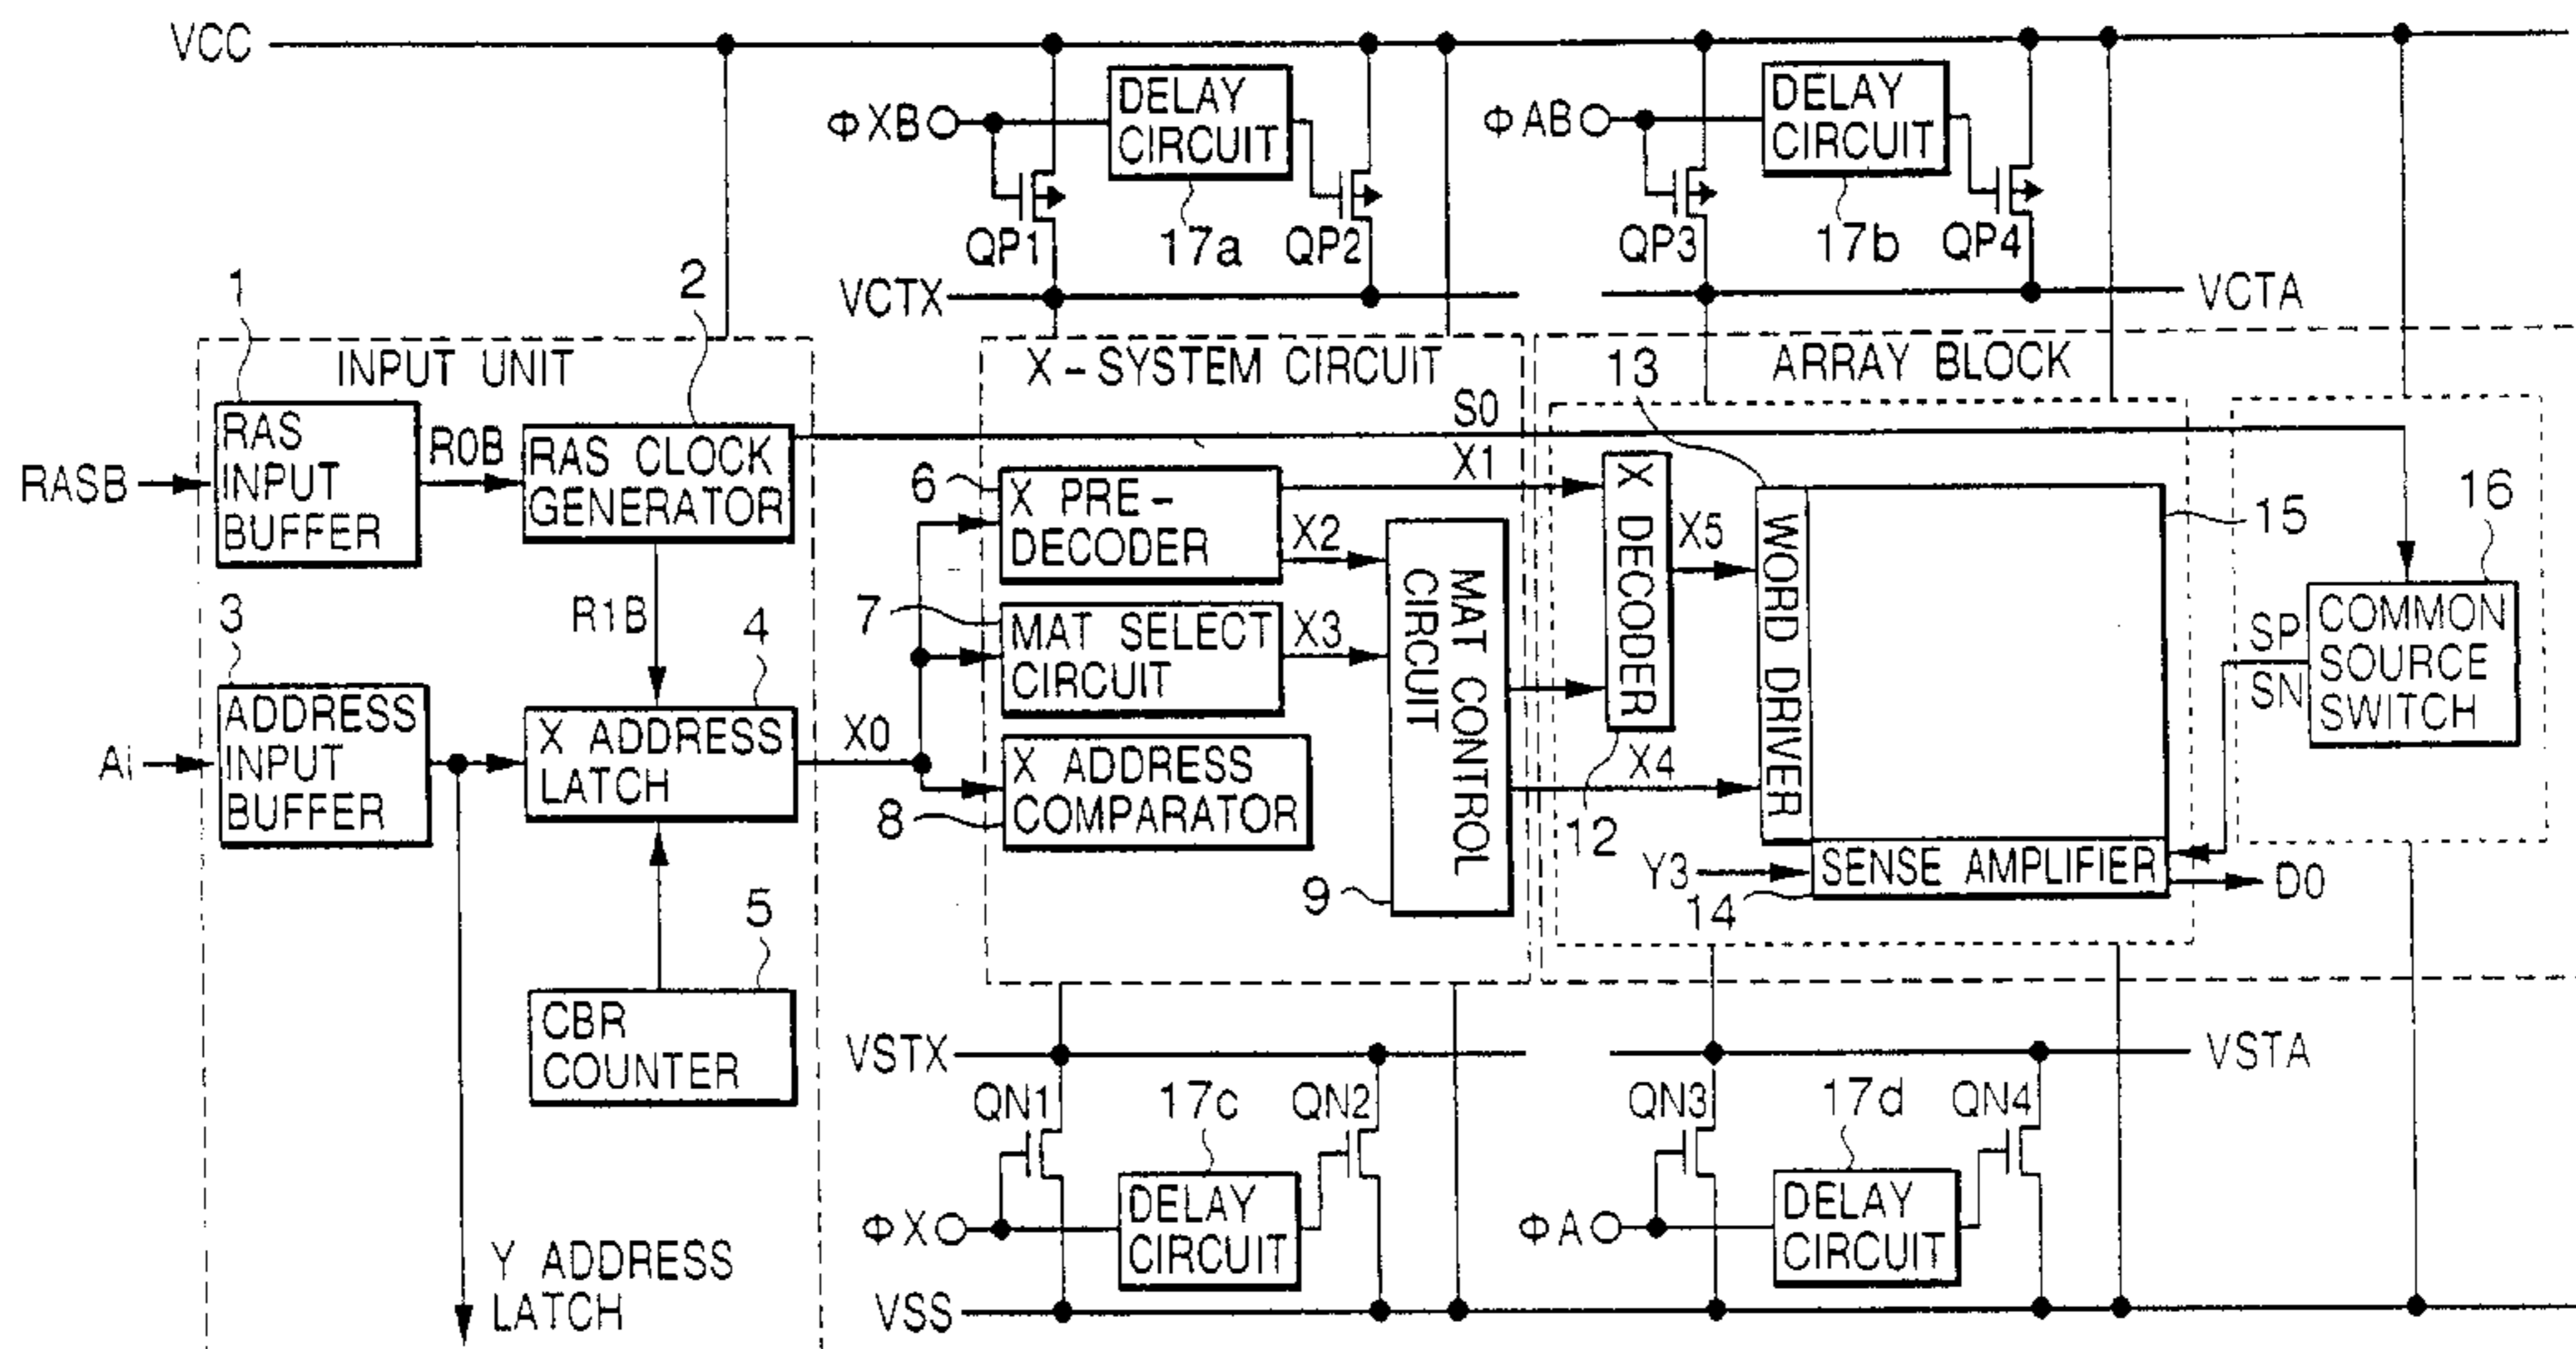 VCC
ΦXB
DELAY
CIRCUIT
ΦAB
DELAY
CIRCUIT
QP1
17a
QP2
QP3
17b
QP4
VCTX
VCTA
1
2
INPUT UNIT
X-SYSTEM CIRCUIT
13
ARRAY BLOCK
RASB
RAS
INPUT
BUFFER
R0B
RAS CLOCK
GENERATOR
S0
X1
6
X PRE-
DECODER
X2
X DECODER
X5
WORD DRIVER
15
16
R1B
7
MAT SELECT
CIRCUIT
X3
MAT CONTROL
CIRCUIT
SP
SN
COMMON
SOURCE
SWITCH
3
4
Ai
ADDRESS
INPUT
BUFFER
X ADDRESS
LATCH
X0
8
X ADDRESS
COMPARATOR
X4
12
9
Y3
14
SENSE AMPLIFIER
D0
5
CBR
COUNTER
VSTX
VSTA
QN1
17c
QN2
QN3
17d
QN4
ΦX
DELAY
CIRCUIT
ΦA
DELAY
CIRCUIT
Y ADDRESS
LATCH
VSS